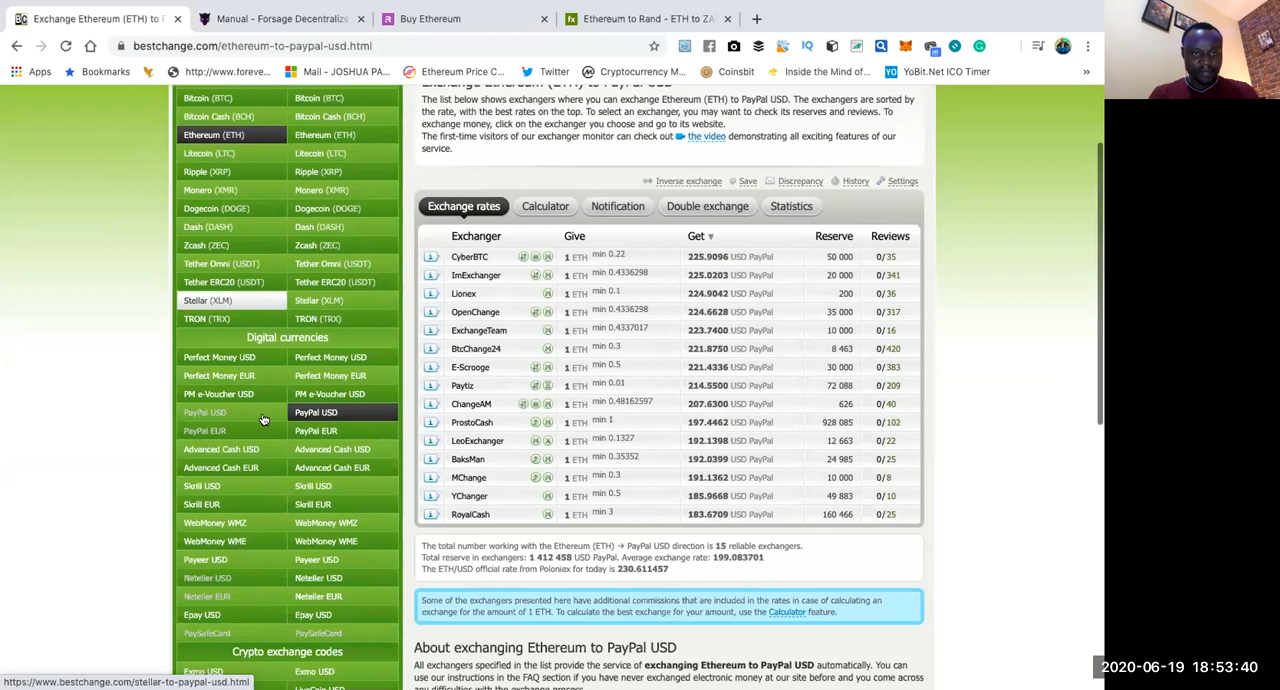 Exchange Ethereum (ETH) to P
Manual - Forsage Decentralize
Buy Ethereum
Ethereum to Rand - ETH to ZA
bestchange.com/ethereum-to-paypal-usd.html
Apps
Bookmarks
http://www.foreve...
Mail - JOSHUA PA...
Ethereum Price C...
Twitter
Cryptocurrency M...
Coinsbit
Inside the Mind of...
YoBit.Net ICO Timer
»
Bitcoin (BTC) Bitcoin (BTC)
Bitcoin Cash (BCH) Bitcoin Cash (BCH)
Ethereum (ETH) Ethereum (ETH)
Litecoin (LTC) Litecoin (LTC)
Ripple (XRP) Ripple (XRP)
Monero (XMR) Monero (XMR)
Dogecoin (DOGE) Dogecoin (DOGE)
Dash (DASH) Dash (DASH)
Zcash (ZEC) Zcash (ZEC)
Tether Omni (USDT) Tether Omni (USDT)
Tether ERC20 (USDT) Tether ERC20 (USDT)
Stellar (XLM) Stellar (XLM)
TRON (TRX) TRON (TRX)
Digital currencies
Perfect Money USD Perfect Money USD
Perfect Money EUR Perfect Money EUR
PM e-Voucher USD PM e-Voucher USD
PayPal USD PayPal USD
PayPal EUR PayPal EUR
Advanced Cash USD Advanced Cash USD
Advanced Cash EUR Advanced Cash EUR
Skrill USD Skrill USD
Skrill EUR Skrill EUR
WebMoney WMZ WebMoney WMZ
WebMoney WME WebMoney WME
Payeer USD Payeer USD
Neteller USD Neteller USD
Neteller EUR Neteller EUR
Epay USD Epay USD
PaySafeCard PaySafeCard
Crypto exchange codes
Exmo USD Exmo USD
LiveCoin USD
https://www.bestchange.com/stellar-to-paypal-usd.html
Exchange Ethereum (ETH) to PayPal USD
The list below shows exchangers where you can exchange Ethereum (ETH) to PayPal USD. The exchangers are sorted by
the rate, with the best rates on the top. To select an exchanger, you may want to check its reserves and reviews. To
exchange money, click on the exchanger you choose and go to its website.
The first-time visitors of our exchanger monitor can check out the video demonstrating all exciting features of our
service.
Inverse exchange Save Discrepancy History Settings
Exchange rates Calculator Notification Double exchange Statistics
Exchanger Give Get ▼ Reserve Reviews
CyberBTC 1 ETH min 0.22 225.9096 USD PayPal 50 000 0/35
ImExchanger 1 ETH min 0.4336298 225.0203 USD PayPal 20 000 0/341
Lionex 1 ETH min 0.1 224.9042 USD PayPal 200 0/36
OpenChange 1 ETH min 0.4336298 224.6628 USD PayPal 35 000 0/317
ExchangeTeam 1 ETH min 0.4337017 223.7400 USD PayPal 10 000 0/16
BtcChange24 1 ETH min 0.3 221.8750 USD PayPal 8 463 0/420
E-Scrooge 1 ETH min 0.5 221.4336 USD PayPal 30 000 0/383
Paytiz 1 ETH min 0.01 214.5500 USD PayPal 72 088 0/209
ChangeAM 1 ETH min 0.48162597 207.6300 USD PayPal 626 0/40
ProstoCash 1 ETH min 1 197.4462 USD PayPal 928 085 0/102
LeoExchanger 1 ETH min 0.1327 192.1398 USD PayPal 12 663 0/22
BaksMan 1 ETH min 0.35352 192.0399 USD PayPal 24 985 0/25
MChange 1 ETH min 0.3 191.1362 USD PayPal 10 000 0/8
YChanger 1 ETH min 0.5 185.9668 USD PayPal 49 883 0/10
RoyalCash 1 ETH min 3 183.6709 USD PayPal 160 466 0/25
The total number working with the Ethereum (ETH) → PayPal USD direction is 15 reliable exchangers.
Total reserve in exchangers: 1 412 458 USD PayPal. Average exchange rate: 199.083701
The ETH/USD official rate from Poloniex for today is 230.611457
Some of the exchangers presented here have additional commissions that are included in the rates in case of calculating an
exchange for the amount of 1 ETH. To calculate the best exchange for your amount, use the Calculator feature.
About exchanging Ethereum to PayPal USD
All exchangers specified in the list provide the service of exchanging Ethereum to PayPal USD automatically. You can
use our instructions in the FAQ section if you have never exchanged electronic money at our site before and you come across
any difficulties with the exchange process.
2020-06-19 18:53:40